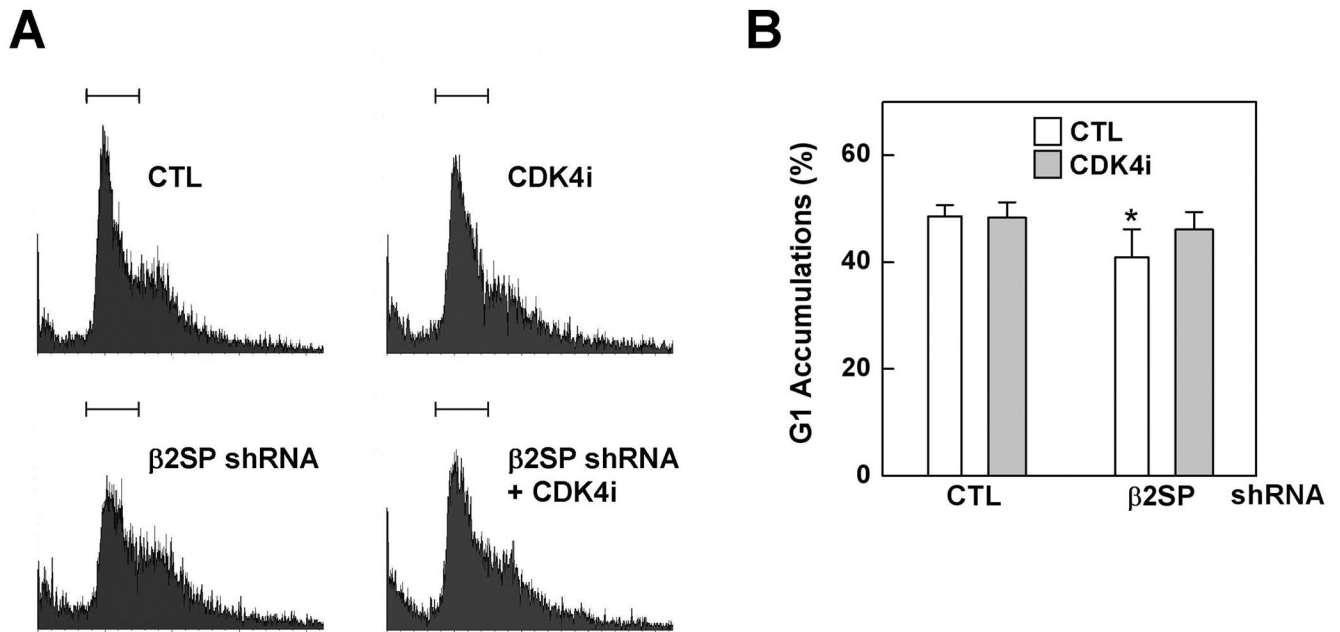 A
CTL
CDK4i
β2SP shRNA
β2SP shRNA
+ CDK4i
B
CTL
CDK4i
G1 Accumulations (%)
60
40
20
0
*
CTL
β2SP
shRNA